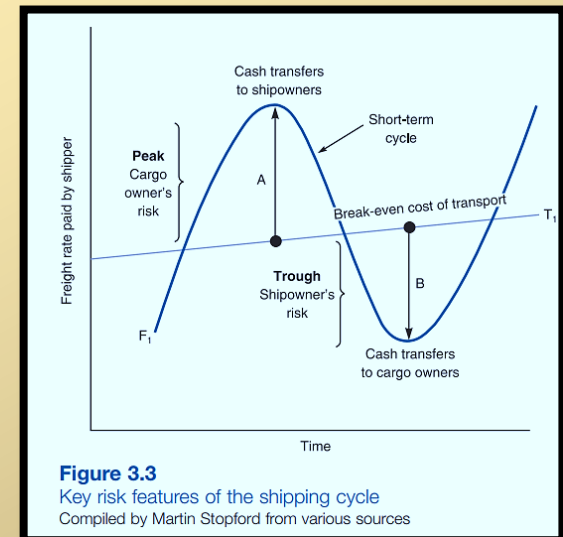 Cash transfers
to shipowners
Short-term
cycle
Peak
Cargo
owner's
risk
A
Break-even cost of transport
T₁
Freight rate paid by shipper
Trough
Shipowner's
risk
B
F₁
Cash transfers
to cargo owners
Time
Figure 3.3
Key risk features of the shipping cycle
Compiled by Martin Stopford from various sources